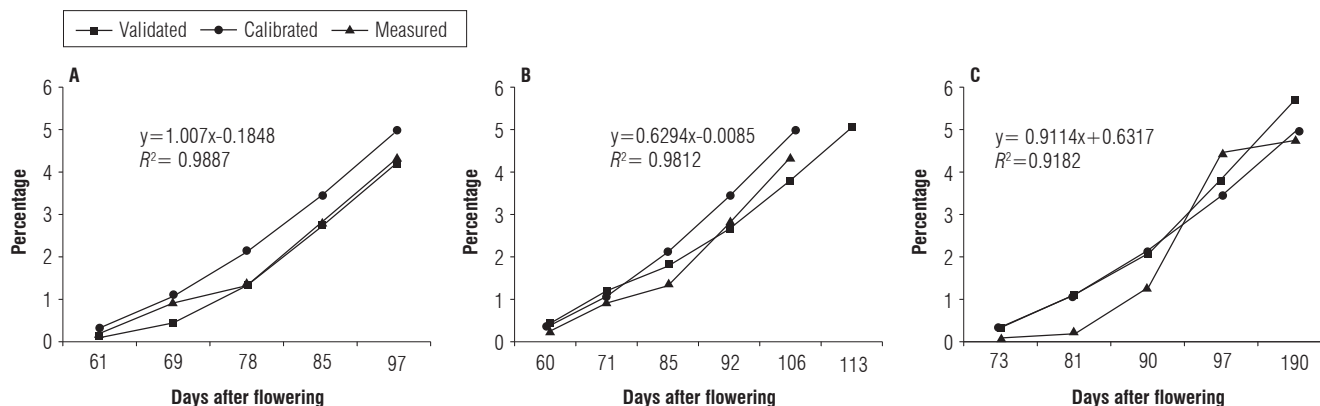 Validated Calibrated Measured
A
Percentage
6
5
4
3
2
1
0
y=1.007x-0.1848
R²= 0.9887
61 69 78 85 97
Days after flowering
B
Percentage
6
5
4
3
2
1
0
y=0.6294x-0.0085
R²= 0.9812
60 71 85 92 106 113
Days after flowering
C
Percentage
6
5
4
3
2
1
0
y= 0.9114x+0.6317
R²=0.9182
73 81 90 97 190
Days after flowering